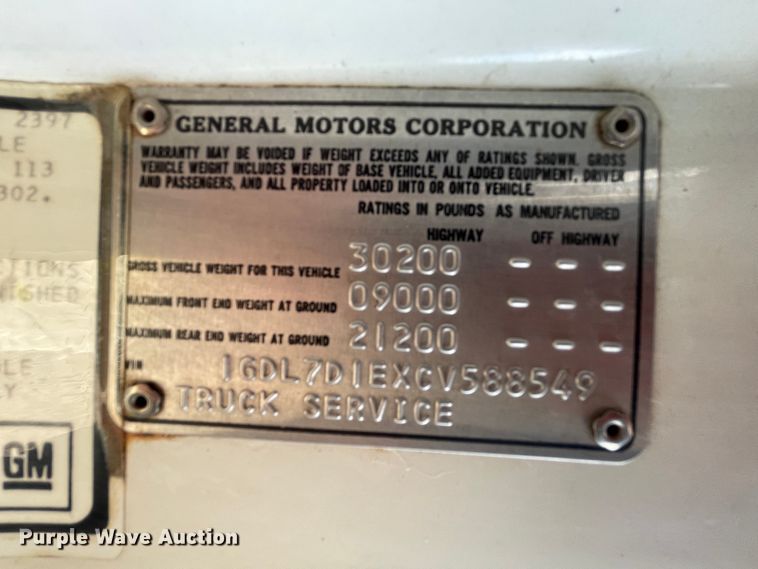 2397
LE
113
302.
NISHED
LE
LY
GM
GENERAL MOTORS CORPORATION
WARRANTY MAY BE VOIDED IF WEIGHT EXCEEDS ANY OF RATINGS SHOWN. GROSS
VEHICLE WEIGHT INCLUDES WEIGHT OF BASE VEHICLE, ALL ADDED EQUIPMENT, DRIVER
AND PASSENGERS, AND ALL PROPERTY LOADED INTO OR ONTO VEHICLE.
RATINGS IN POUNDS AS MANUFACTURED
HIGHWAY OFF HIGHWAY
GROSS VEHICLE WEIGHT FOR THIS VEHICLE 30200 - - -
MAXIMUM FRONT END WEIGHT AT GROUND 09000 - - -
MAXIMUM REAR END WEIGHT AT GROUND 21200 - - -
VIN 1GDL7D1EXCV588549
TRUCK SERVICE
Purple Wave Auction